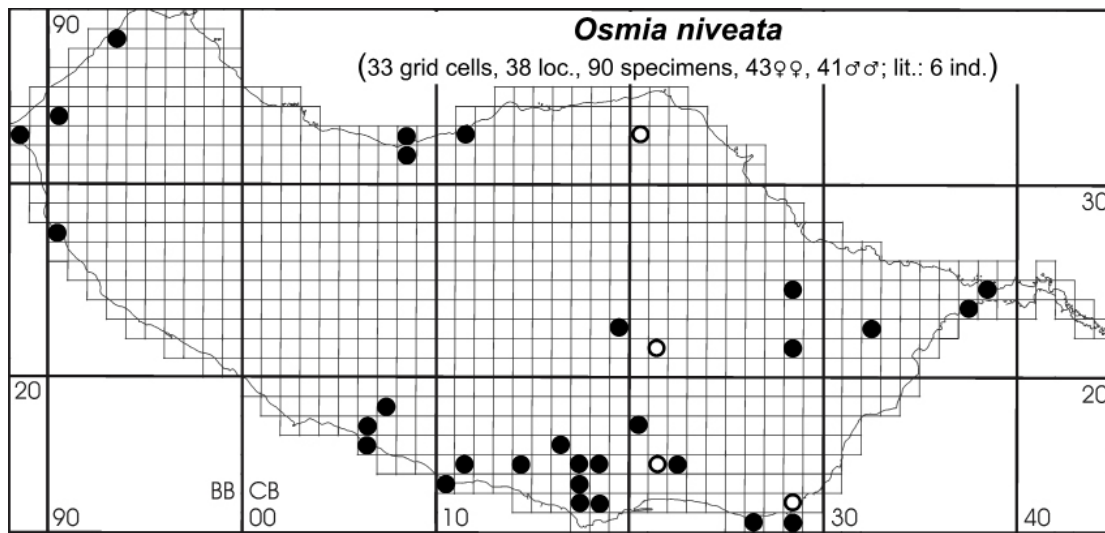 90 Osmia niveata
(33 grid cells, 38 loc., 90 specimens, 43♀♀, 41♂♂; lit.: 6 ind.)
30
20 20
BB CB
90 00 10 30 40